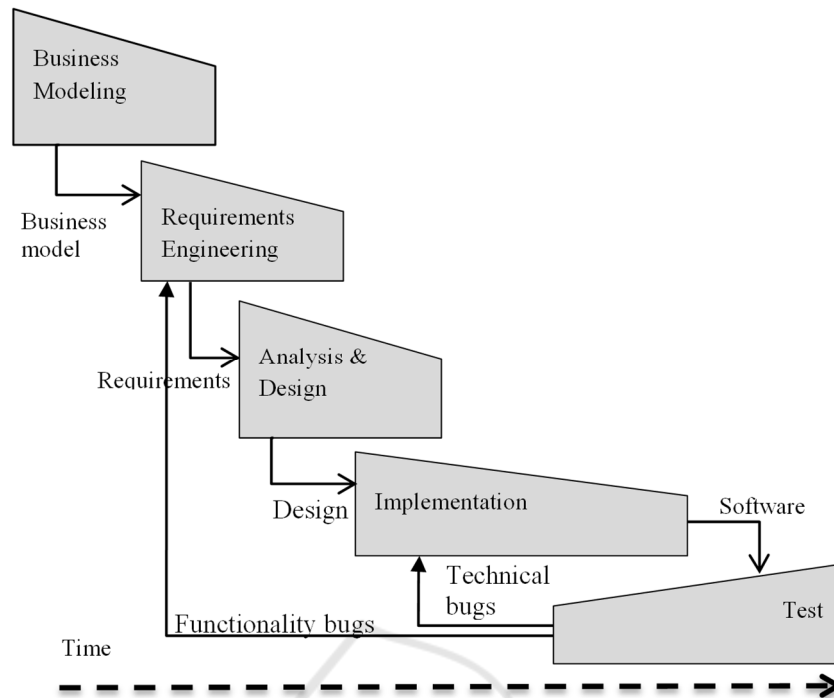 Business
Modeling
Business
model
Requirements
Engineering
Requirements
Analysis &
Design
Design
Implementation
Software
Technical
bugs
Test
Functionality bugs
Time